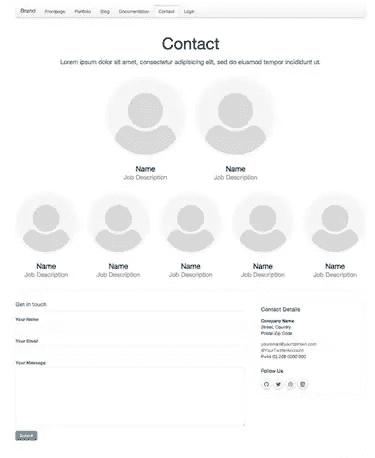 Brand Frontpage Portfolio Blog Documentation Contact Login
Contact
Lorem ipsum dolor sit amet, consectetur adipisicing elit, sed do eiusmod tempor incididunt ut.
Name
Job Description
Name
Job Description
Name
Job Description
Name
Job Description
Name
Job Description
Name
Job Description
Name
Job Description
Get in touch
Your Name
Your Email
Your Message
Submit
Contact Details
Company Name
Street, Country
Postal Zip Code
youremail@yourdomain.com
@YourTwitterAccount
Follow Us